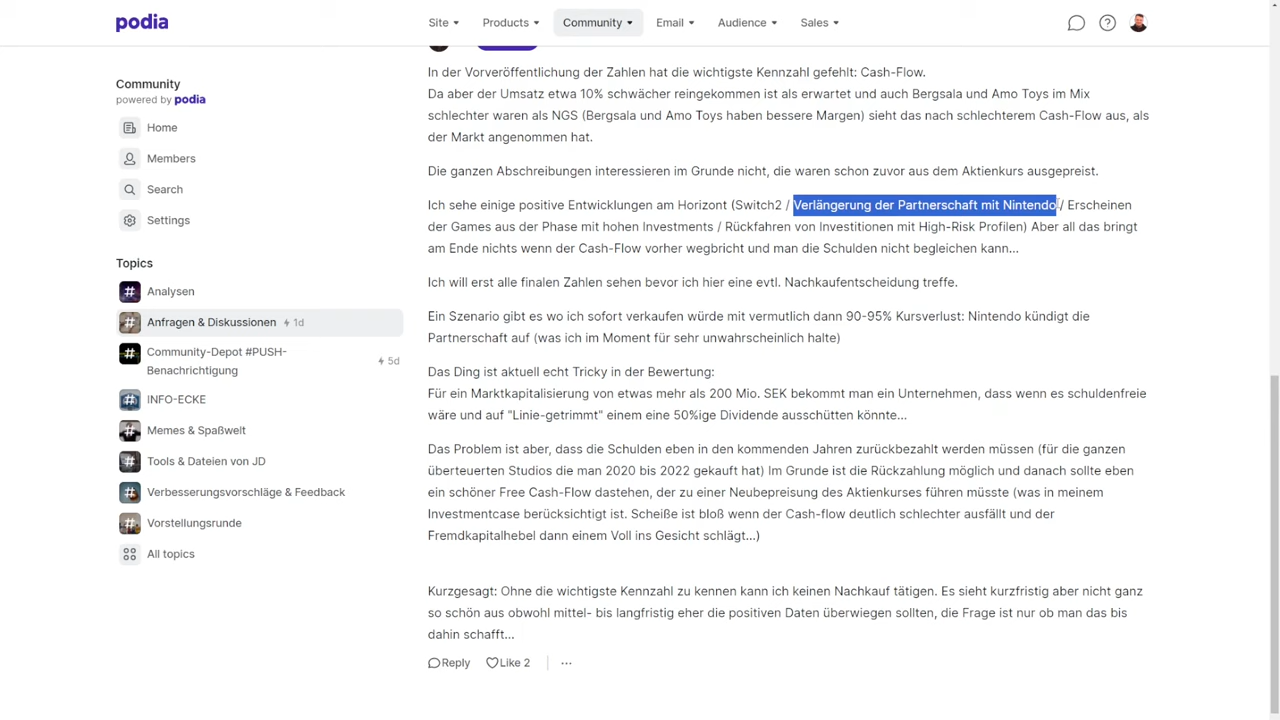 podia
Site
Products
Community
Email
Audience
Sales
Community
powered by podia
Home
Members
Search
Settings
Topics
Analysen
Anfragen & Diskussionen 1d
Community-Depot #PUSH-
Benachrichtigung
5d
INFO-ECKE
Memes & Spaßwelt
Tools & Dateien von JD
Verbesserungsvorschläge & Feedback
Vorstellungsrunde
All topics
In der Vorveröffentlichung der Zahlen hat die wichtigste Kennzahl gefehlt: Cash-Flow.
Da aber der Umsatz etwa 10% schwächer reingekommen ist als erwartet und auch Bergsala und Amo Toys im Mix
schlechter waren als NGS (Bergsala und Amo Toys haben bessere Margen) sieht das nach schlechterem Cash-Flow aus, als
der Markt angenommen hat.
Die ganzen Abschreibungen interessieren im Grunde nicht, die waren schon zuvor aus dem Aktienkurs ausgepreist.
Ich sehe einige positive Entwicklungen am Horizont (Switch2 / Verlängerung der Partnerschaft mit Nintendo / Erscheinen
der Games aus der Phase mit hohen Investments / Rückfahren von Investitionen mit High-Risk Profilen) Aber all das bringt
am Ende nichts wenn der Cash-Flow vorher wegbricht und man die Schulden nicht begleichen kann...
Ich will erst alle finalen Zahlen sehen bevor ich hier eine evtl. Nachkaufentscheidung treffe.
Ein Szenario gibt es wo ich sofort verkaufen würde mit vermutlich dann 90-95% Kursverlust: Nintendo kündigt die
Partnerschaft auf (was ich im Moment für sehr unwahrscheinlich halte)
Das Ding ist aktuell echt Tricky in der Bewertung:
Für ein Marktkapitalisierung von etwas mehr als 200 Mio. SEK bekommt man ein Unternehmen, dass wenn es schuldenfreie
wäre und auf "Linie-getrimmt" einem eine 50%ige Dividende ausschütten könnte...
Das Problem ist aber, dass die Schulden eben in den kommenden Jahren zurückbezahlt werden müssen (für die ganzen
überteuerten Studios die man 2020 bis 2022 gekauft hat) Im Grunde ist die Rückzahlung möglich und danach sollte eben
ein schöner Free Cash-Flow dastehen, der zu einer Neubepreisung des Aktienkurses führen müsste (was in meinem
Investmentcase berücksichtigt ist. Scheiße ist bloß wenn der Cash-flow deutlich schlechter ausfällt und der
Fremdkapitalhebel dann einem Voll ins Gesicht schlägt...)
Kurzgesagt: Ohne die wichtigste Kennzahl zu kennen kann ich keinen Nachkauf tätigen. Es sieht kurzfristig aber nicht ganz
so schön aus obwohl mittel- bis langfristig eher die positiven Daten überwiegen sollten, die Frage ist nur ob man das bis
dahin schafft...
Reply
Like 2
...